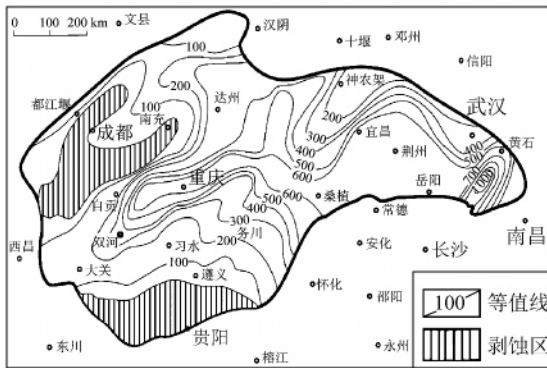 0 100 200 km
文县
汉阴
十堰
邓州
信阳
100
神农架
200
达州
200
武汉
都江堰
100
南充
成都
300
宜昌
黄石
400
400
500
荆州
600
1000
重庆
自贡
500
600
桑植
岳阳
400
常德
南昌
双河
300
务川
西昌
习水
200
安化
长沙
大关
100
遵义
怀化
邵阳
100
等值线
贵阳
剥蚀区
东川
榕江
永州